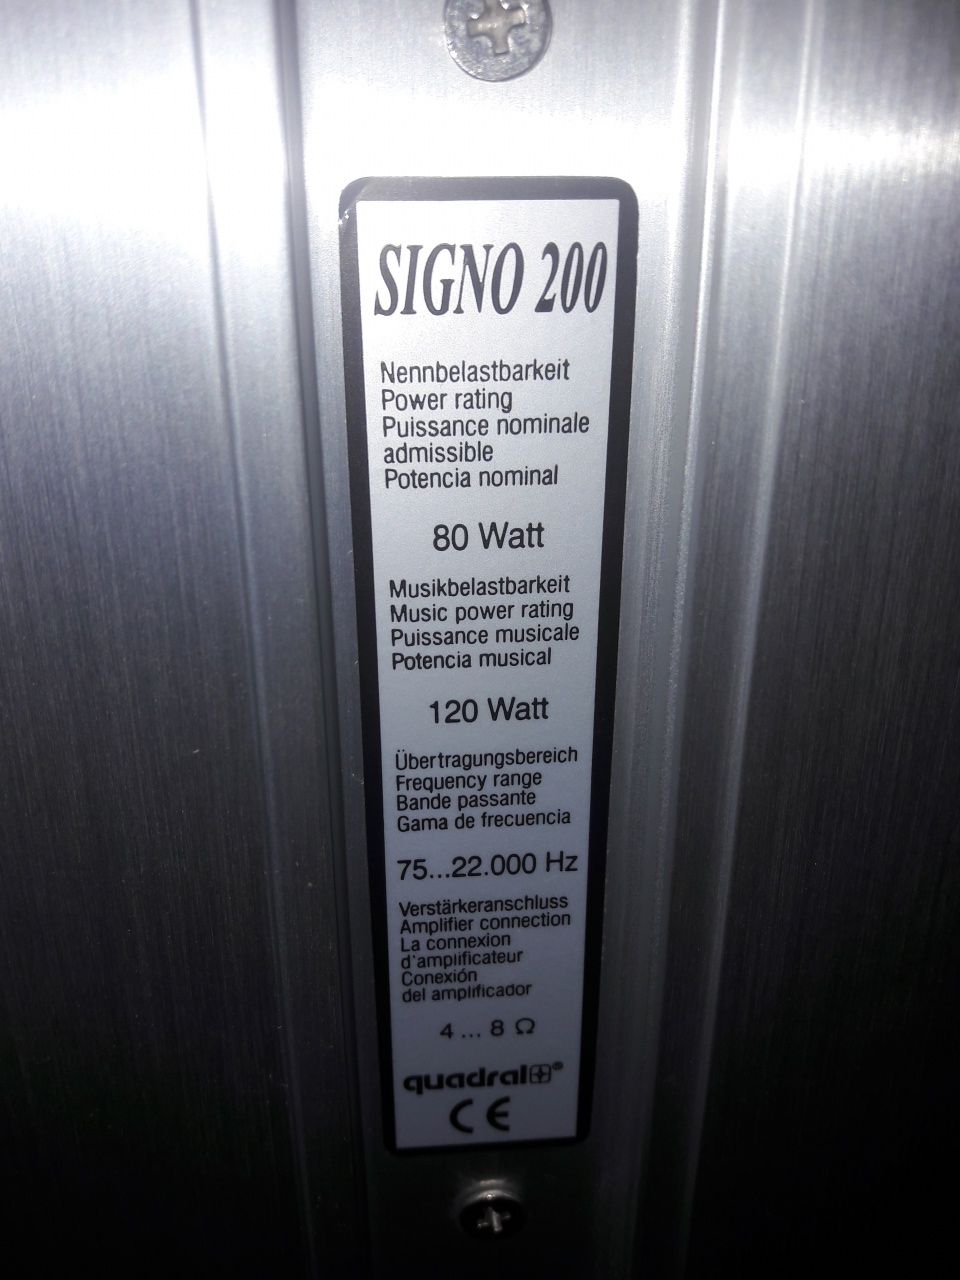 SIGNO 200
Nennbelastbarkeit
Power rating
Puissance nominale
admissible
Potencia nominal
80 Watt
Musikbelastbarkeit
Music power rating
Puissance musicale
Potencia musical
120 Watt
Übertragungsbereich
Frequency range
Bande passante
Gama de frecuencia
75...22.000 Hz
Verstärkeranschluss
Amplifier connection
La connexion
d'amplificateur
Conexión
del amplificador
4 ... 8 Ω
quadral®
CE